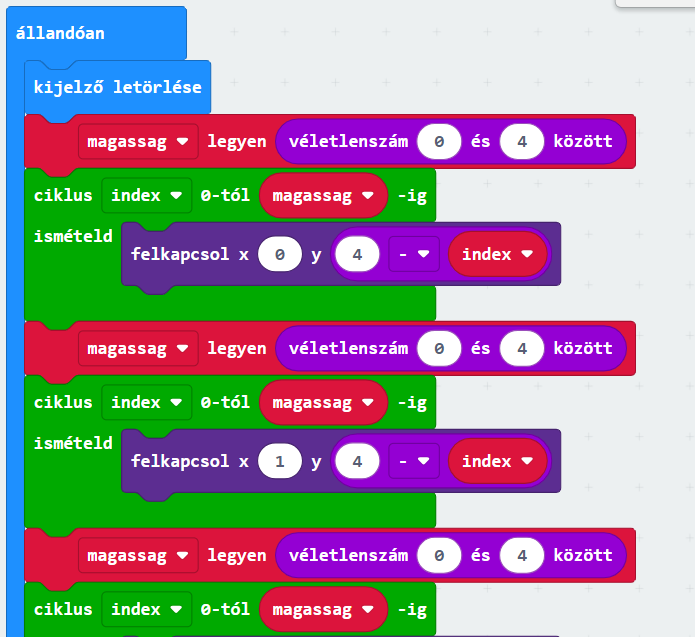 állandóan
kijelző letörlése
magassag legyen véletlenszám 0 és 4 között
ciklus index 0-tól magassag -ig
ismételd felkapcsol x 0 y 4 - index
magassag legyen véletlenszám 0 és 4 között
ciklus index 0-tól magassag -ig
ismételd felkapcsol x 1 y 4 - index
magassag legyen véletlenszám 0 és 4 között
ciklus index 0-tól magassag -ig